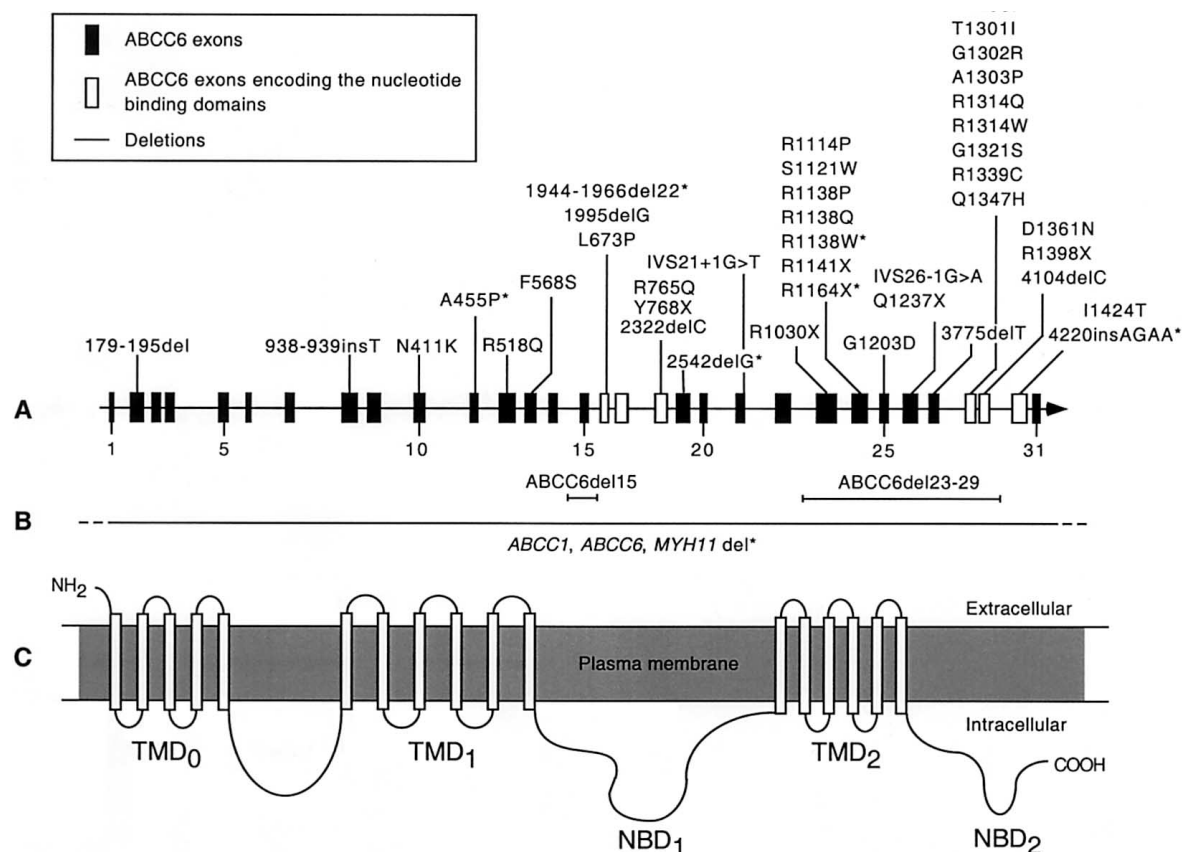 ABCC6 exons
ABCC6 exons encoding the nucleotide
binding domains
Deletions
T1301I
G1302R
A1303P
R1314Q
R1314W
G1321S
R1339C
Q1347H
R1114P
S1121W
R1138P
R1138Q
R1138W*
R1141X
R1164X*
1944-1966del22*
1995delG
L673P
D1361N
R1398X
4104delC
IVS21+1G>T
IVS26-1G>A
Q1237X
F568S
R765Q
Y768X
2322delC
A455P*
I1424T
4220insAGAA*
179-195del
938-939insT
N411K
R518Q
2542delG*
R1030X
G1203D
3775delT
A
1 5 10 15 20 25 31
ABCC6del15
ABCC6del23-29
B
ABCC1, ABCC6, MYH11 del*
NH2
Extracellular
C
Plasma membrane
Intracellular
TMD0
TMD1
TMD2
COOH
NBD1
NBD2